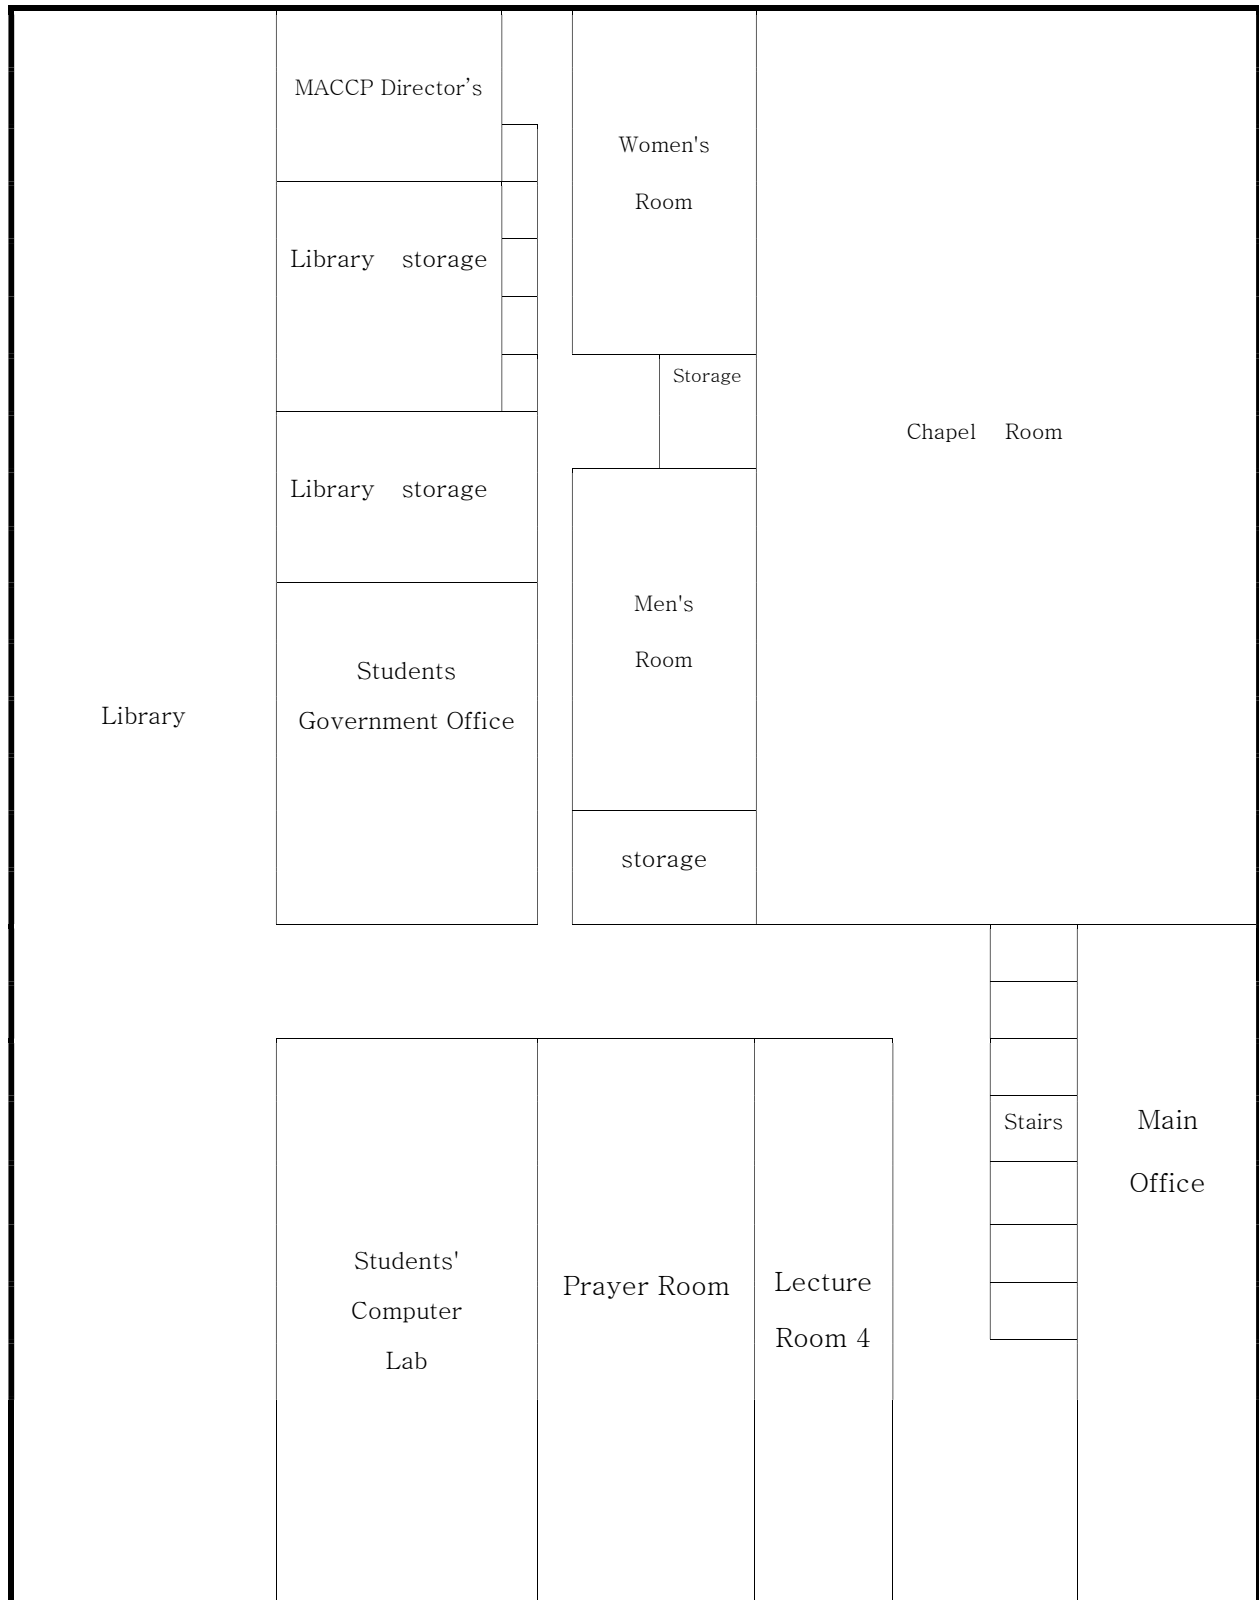 MACCP Director’s
Women's
Room
Library storage
Storage
Chapel Room
Library storage
Men's
Room
Students
Government Office
Library
storage
Stairs
Main
Office
Students'
Computer
Lab
Prayer Room
Lecture
Room 4